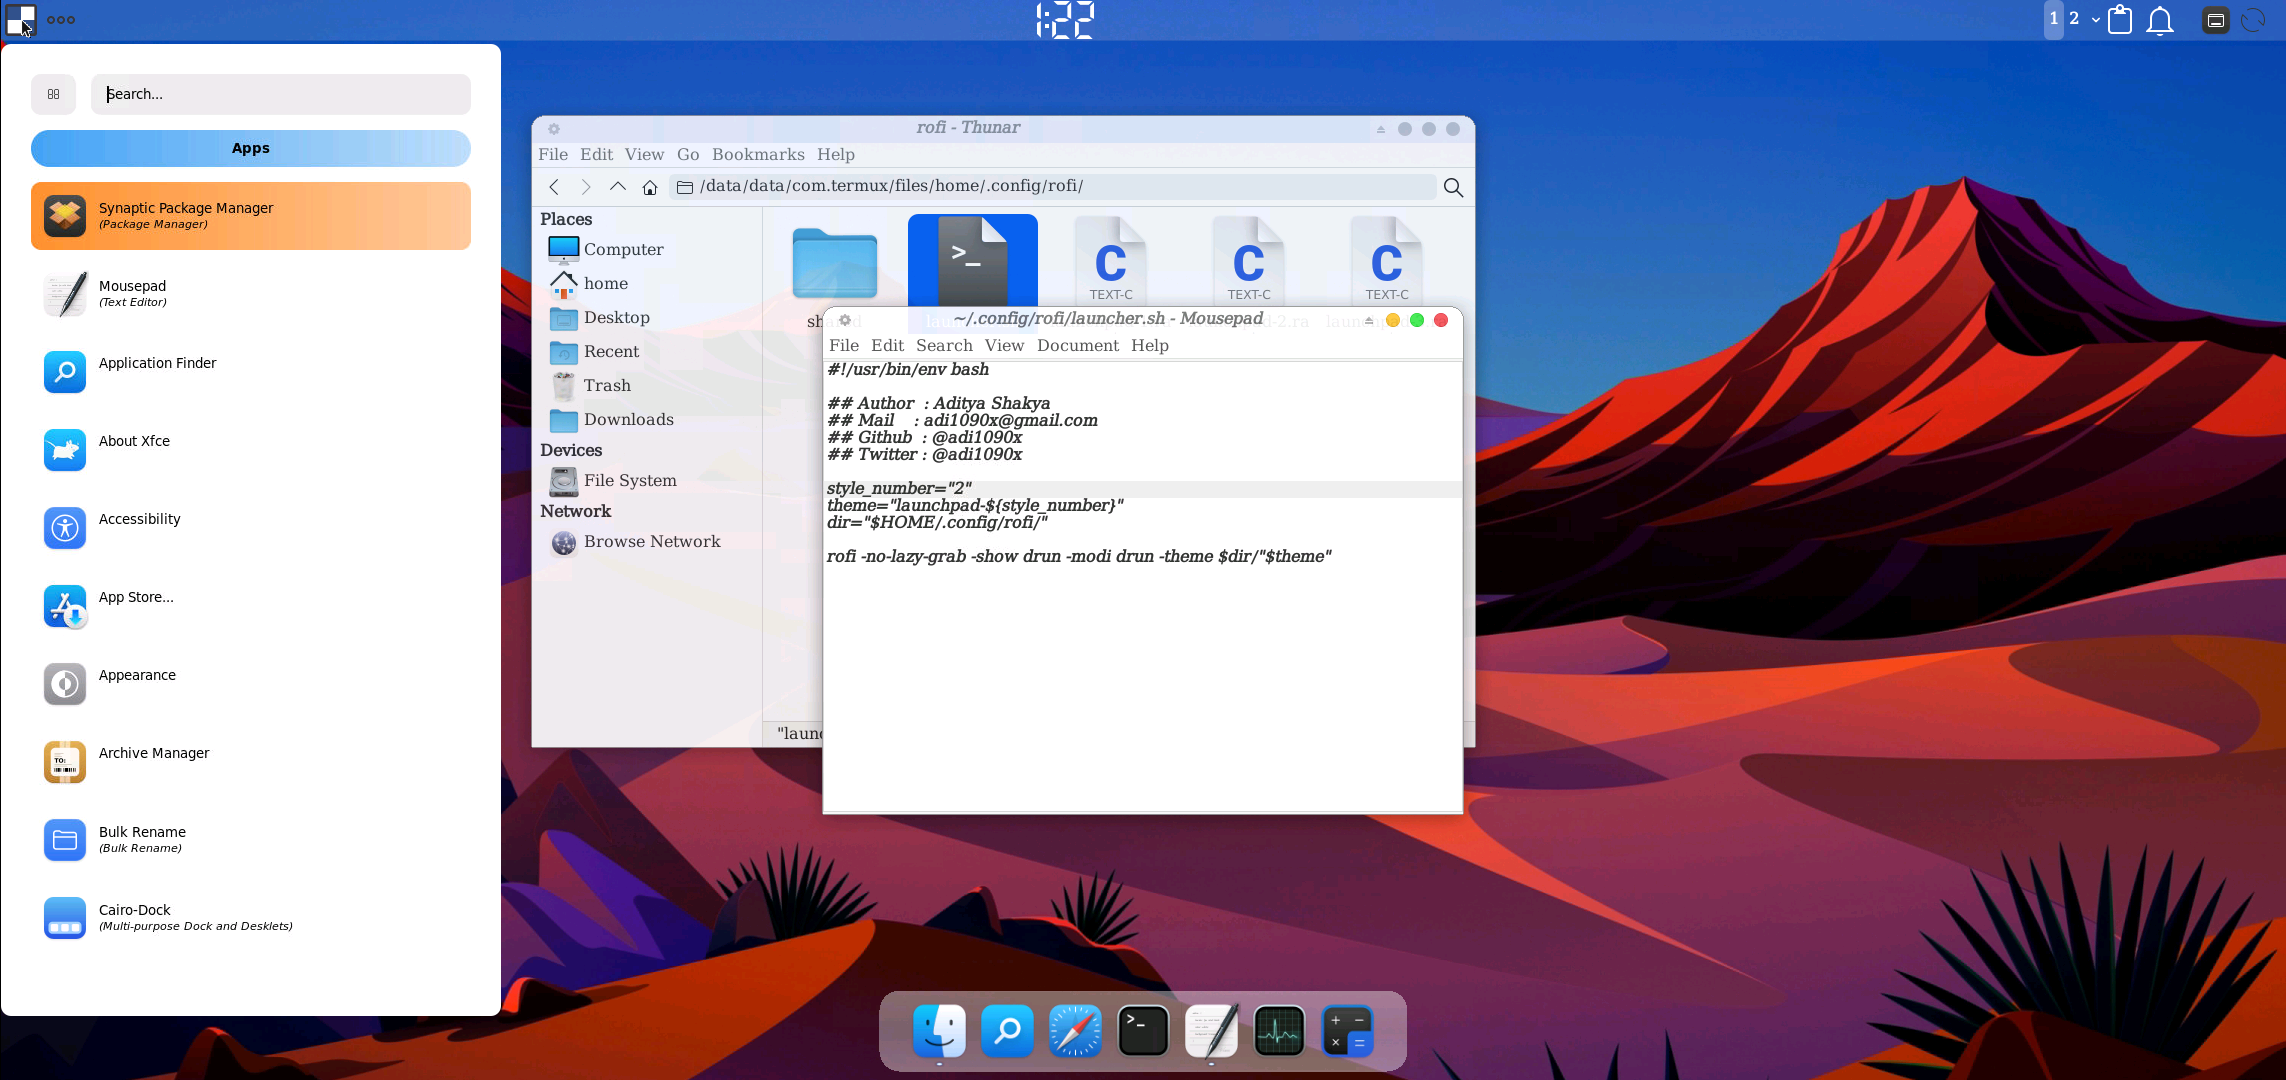 1:22
1 2
Search...
Apps
Synaptic Package Manager
(Package Manager)
Mousepad
(Text Editor)
Application Finder
About Xfce
Accessibility
App Store...
Appearance
Archive Manager
TO:
Bulk Rename
(Bulk Rename)
Cairo-Dock
(Multi-purpose Dock and Desklets)
rofi - Thunar
File Edit View Go Bookmarks Help
/data/data/com.termux/files/home/.config/rofi/
Places
Computer
home
Desktop
Recent
Trash
Downloads
Devices
File System
Network
Browse Network
>_
C C C
TEXT-C TEXT-C TEXT-C
~/.config/rofi/launcher.sh - Mousepad
File Edit Search View Document Help
#!/usr/bin/env bash
## Author : Aditya Shakya
## Mail : adi1090x@gmail.com
## Github : @adi1090x
## Twitter : @adi1090x
style_number="2"
theme="launchpad-${style_number}"
dir="$HOME/.config/rofi/"
rofi -no-lazy-grab -show drun -modi drun -theme $dir/"$theme"
>_